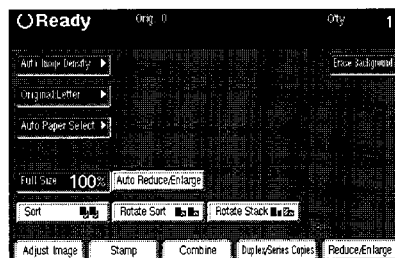 Ready Orig. 0 Q'ty 1
Auto Image Density Erase Background
Original Letter
Auto Paper Select
Full Size 100% Auto Reduce/Enlarge
Sort Rotate Sort Rotate Stack
Adjust Image Stamp Combine Duplex/Series Copies Reduce/Enlarge